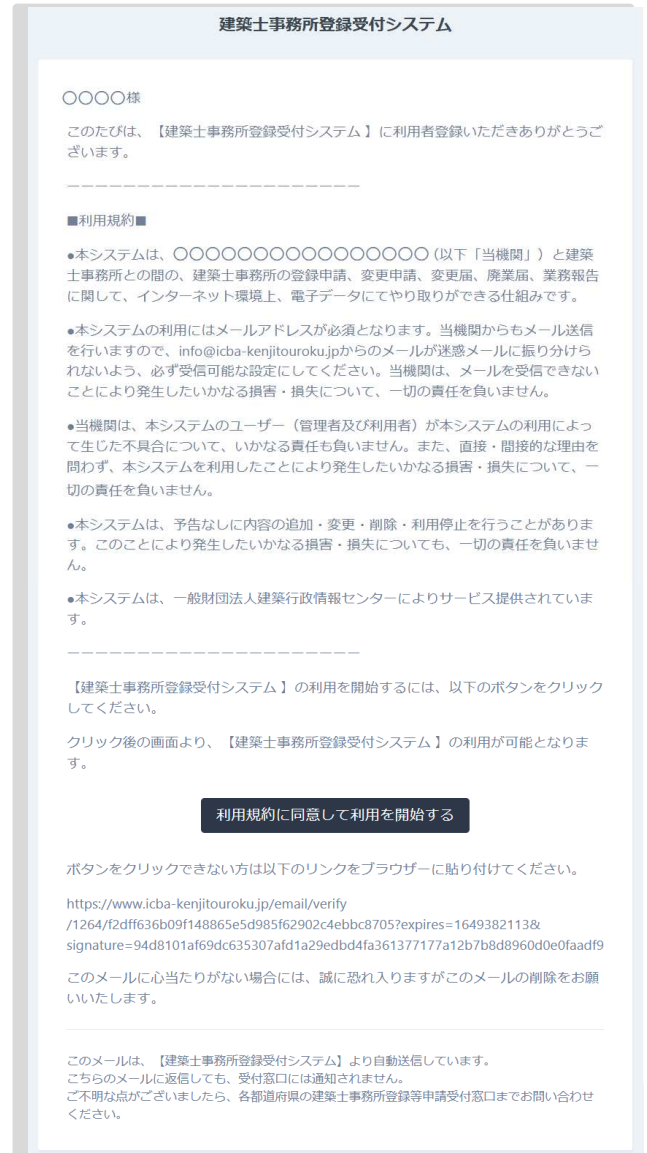 建築士事務所登録受付システム
〇〇〇〇様
このたびは、【建築士事務所登録受付システム 】に利用者登録いただきありがとうご
ざいます。
ーーーーーーーーーーーーーーーーーーーーー
■利用規約■
●本システムは、〇〇〇〇〇〇〇〇〇〇〇〇〇〇〇〇(以下「当機関」）と建築
士事務所との間の、建築士事務所の登録申請、変更申請、変更届、廃業届、業務報告
に関して、インターネット環境上、電子データにてやり取りができる仕組みです。
●本システムの利用にはメールアドレスが必須となります。当機関からもメール送信
を行いますので、info@icba-kenjitouroku.jpからのメールが迷惑メールに振り分けら
れないよう、必ず受信可能な設定にしてください。当機関は、メールを受信できない
ことにより発生したいかなる損害・損失について、一切の責任を負いません。
●当機関は、本システムのユーザー（管理者及び利用者）が本システムの利用によっ
て生じた不具合について、いかなる責任も負いません。また、直接・間接的な理由を
問わず、本システムを利用したことにより発生したいかなる損害・損失について、一
切の責任を負いません。
●本システムは、予告なしに内容の追加・変更・削除・利用停止を行うことがありま
す。このことにより発生したいかなる損害・損失についても、一切の責任を負いませ
ん。
●本システムは、一般財団法人建築行政情報センターによりサービス提供されていま
す。
ーーーーーーーーーーーーーーーーーーーーー
【建築士事務所登録受付システム 】の利用を開始するには、以下のボタンをクリック
してください。
クリック後の画面より、【建築士事務所登録受付システム 】の利用が可能となりま
す。
利用規約に同意して利用を開始する
ボタンをクリックできない方は以下のリンクをブラウザーに貼り付けてください。
https://www.icba-kenjitouroku.jp/email/verify
/1264/f2dff636b09f148865e5d985f62902c4ebbc8705?expires=1649382113&
signature=94d8101af69dc635307afd1a29edbd4fa361377177a12b7b8d8960d0e0faadf9
このメールに心当たりがない場合には、誠に恐れ入りますがこのメールの削除をお願
いいたします。
このメールは、【建築士事務所登録受付システム】より自動送信しています。
こちらのメールに返信しても、受付窓口には通知されません。
ご不明な点がございましたら、各都道府県の建築士事務所登録等申請受付窓口までお問い合わせ
ください。